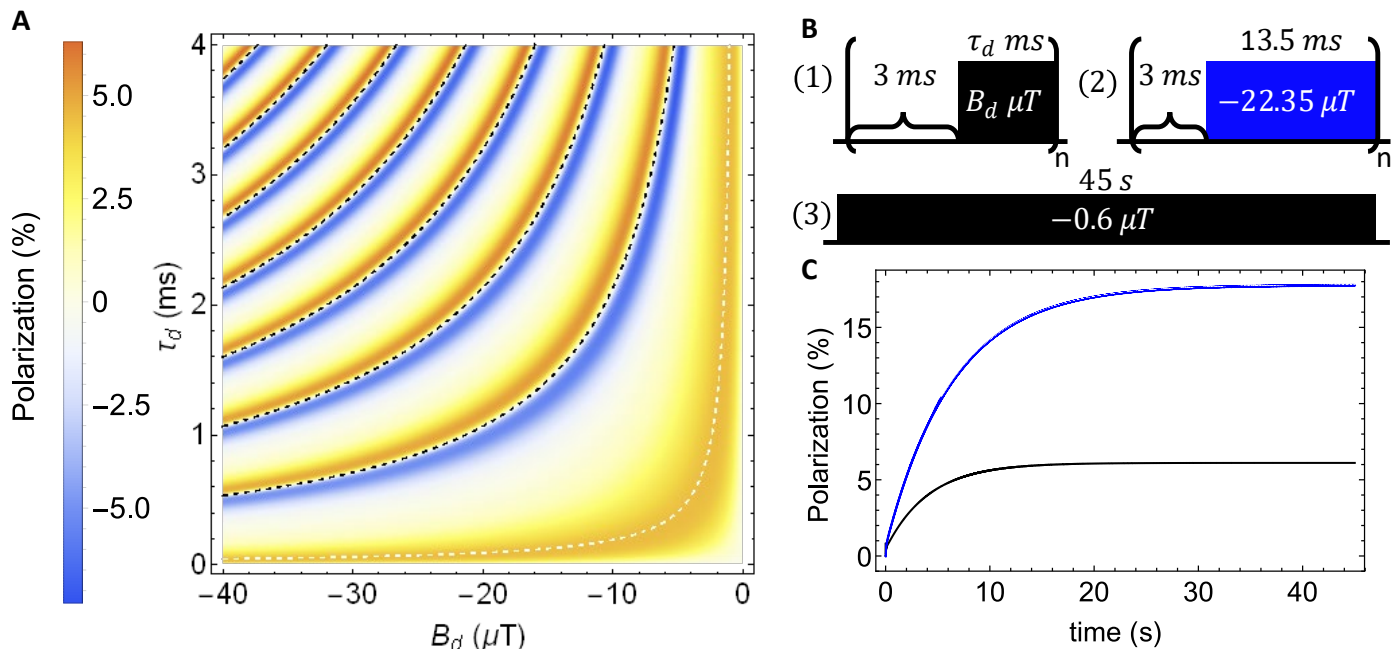 A
Polarization (%)
5.0
2.5
0
−2.5
−5.0
τd (ms)
4
3
2
1
0
−40
−30
−20
−10
0
Bd (μT)
B
(1)
3 ms
τd ms
Bd μT
n
(2)
3 ms
13.5 ms
−22.35 μT
n
(3)
45 s
−0.6 μT
C
Polarization (%)
15
10
5
0
0
10
20
30
40
time (s)